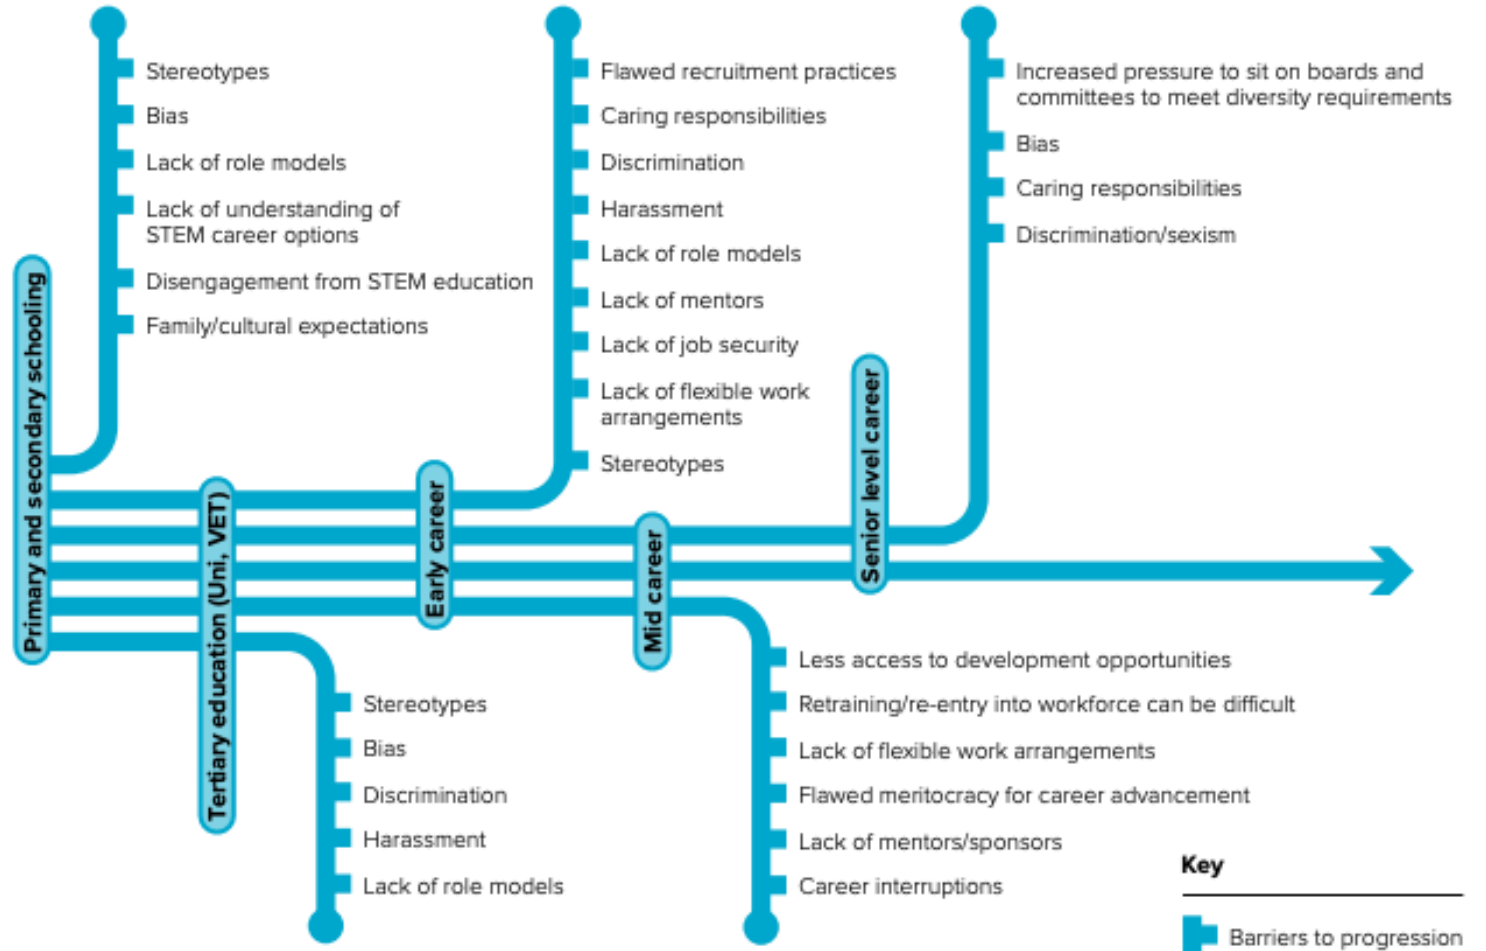 Stereotypes
Bias
Lack of role models
Lack of understanding of
STEM career options
Disengagement from STEM education
Family/cultural expectations
Flawed recruitment practices
Caring responsibilities
Discrimination
Harassment
Lack of role models
Lack of mentors
Lack of job security
Lack of flexible work
arrangements
Stereotypes
Increased pressure to sit on boards and
committees to meet diversity requirements
Bias
Caring responsibilities
Discrimination/sexism
Primary and secondary schooling
Tertiary education (Uni, VET)
Early career
Mid career
Senior level career
Stereotypes
Bias
Discrimination
Harassment
Lack of role models
Less access to development opportunities
Retraining/re-entry into workforce can be difficult
Lack of flexible work arrangements
Flawed meritocracy for career advancement
Lack of mentors/sponsors
Career interruptions
Key
Barriers to progression